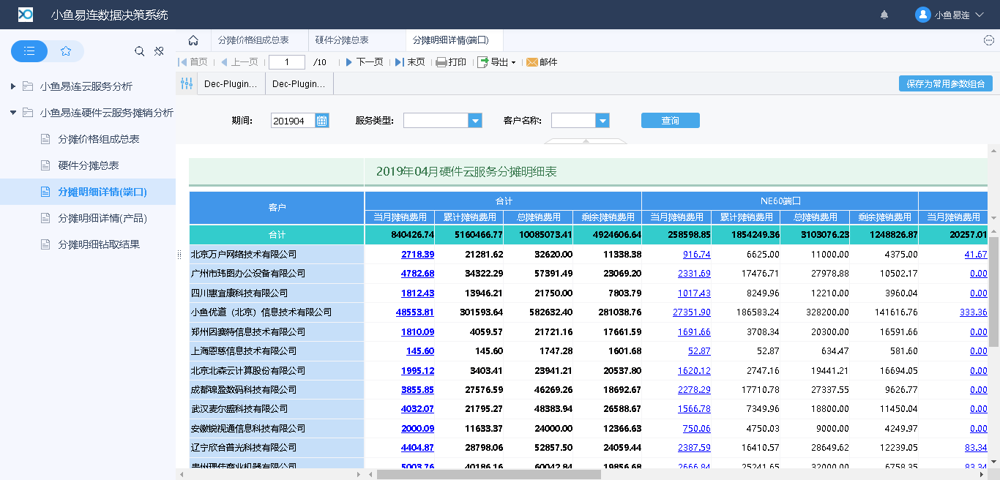 小鱼易连数据决策系统
小鱼易连
分摊价格组成总表 硬件分摊总表 分摊明细详情(端口)
首页 上一页 1 /10 下一页 末页 打印 导出 邮件
Dec-Plugin... Dec-Plugin... 保存为常用参数组合
小鱼易连云服务分析
小鱼易连硬件云服务摊销分析
分摊价格组成总表
硬件分摊总表
分摊明细详情(端口)
分摊明细详情(产品)
分摊明细钻取结果
期间: 201904 服务类型: 客户名称: 查询
2019年04月硬件云服务分摊明细表
客户 合计 NE60端口
当月摊销费用 累计摊销费用 总摊销费用 剩余摊销费用 当月摊销费用 累计摊销费用 总摊销费用 剩余摊销费用 当月摊销费用
合计 840426.74 5160466.77 10085073.41 4924606.64 258598.85 1854249.36 3103076.23 1248826.87 20257.01
北京万户网络技术有限公司 2718.39 21281.62 32620.00 11338.38 916.74 6625.00 11000.00 4375.00 41.67
广州市玮图办公设备有限公司 4782.68 34322.29 57391.49 23069.20 2331.69 17476.71 27978.88 10502.17 0.00
四川惠宜康科技有限公司 1812.43 13946.21 21750.00 7803.79 1017.43 8249.96 12210.00 3960.04 0.00
小鱼优道（北京）信息技术有限公司 48553.81 301593.64 582632.40 281038.76 27351.90 186583.24 328200.00 141616.76 333.36
郑州因赛特信息技术有限公司 1810.09 4059.57 21721.16 17661.59 1691.66 3708.34 20300.00 16591.66 0.00
上海恩慈信息技术有限公司 145.60 145.60 1747.28 1601.68 52.87 52.87 634.47 581.60 0.00
北京北森云计算股份有限公司 1995.12 3403.41 23941.21 20537.80 1620.12 2747.16 19441.21 16694.05 0.00
成都锦盈数码科技有限公司 3855.85 27576.59 46269.26 18692.67 2278.29 17710.78 27337.55 9626.77 0.00
武汉麦尔盛科技有限公司 4032.07 21795.27 48383.94 26588.67 1566.78 7349.96 18800.00 11450.04 0.00
安徽锐视通信息科技有限公司 2000.09 11633.37 24000.00 12366.63 750.06 4750.03 9000.00 4249.97 0.00
辽宁欣合普光科技有限公司 4404.87 28798.06 52857.50 24059.44 2387.59 16410.57 28649.62 12239.05 83.34
贵州理佳商业机器有限公司 5003.76 40186.16 60042.84 19856.68 2666.84 25241.65 32000.00 6758.35 83.34